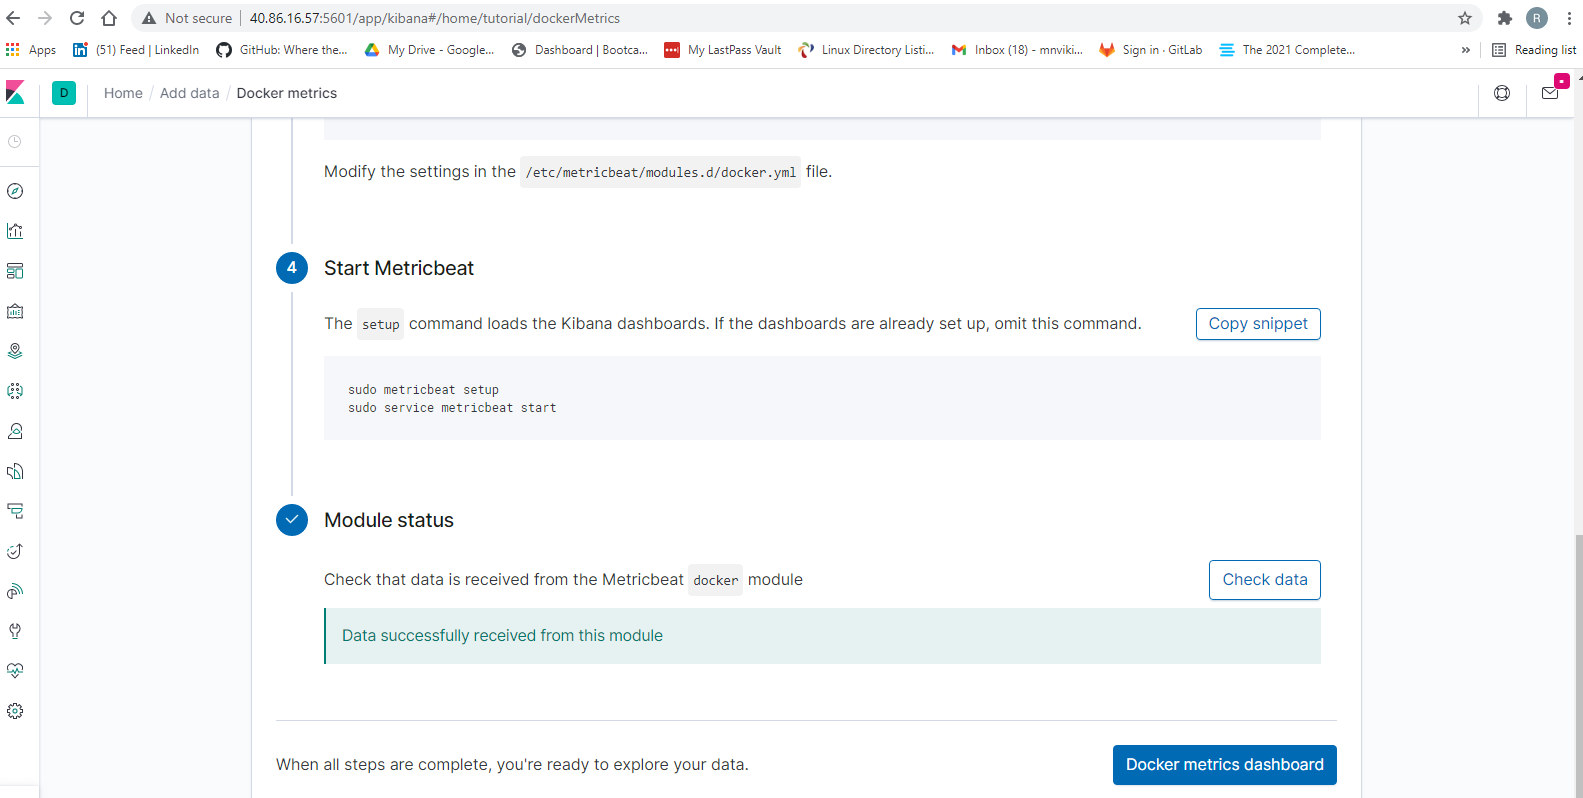 Not secure | 40.86.16.57:5601/app/kibana#/home/tutorial/dockerMetrics
R
Apps (51) Feed | LinkedIn GitHub: Where the... My Drive - Google... Dashboard | Bootca... My LastPass Vault Linux Directory Listi... Inbox (18) - mnviki... Sign in · GitLab The 2021 Complete... » Reading list
D Home / Add data / Docker metrics
Modify the settings in the /etc/metricbeat/modules.d/docker.yml file.
4 Start Metricbeat
The setup command loads the Kibana dashboards. If the dashboards are already set up, omit this command.
Copy snippet
sudo metricbeat setup
sudo service metricbeat start
Module status
Check that data is received from the Metricbeat docker module
Check data
Data successfully received from this module
When all steps are complete, you're ready to explore your data.
Docker metrics dashboard